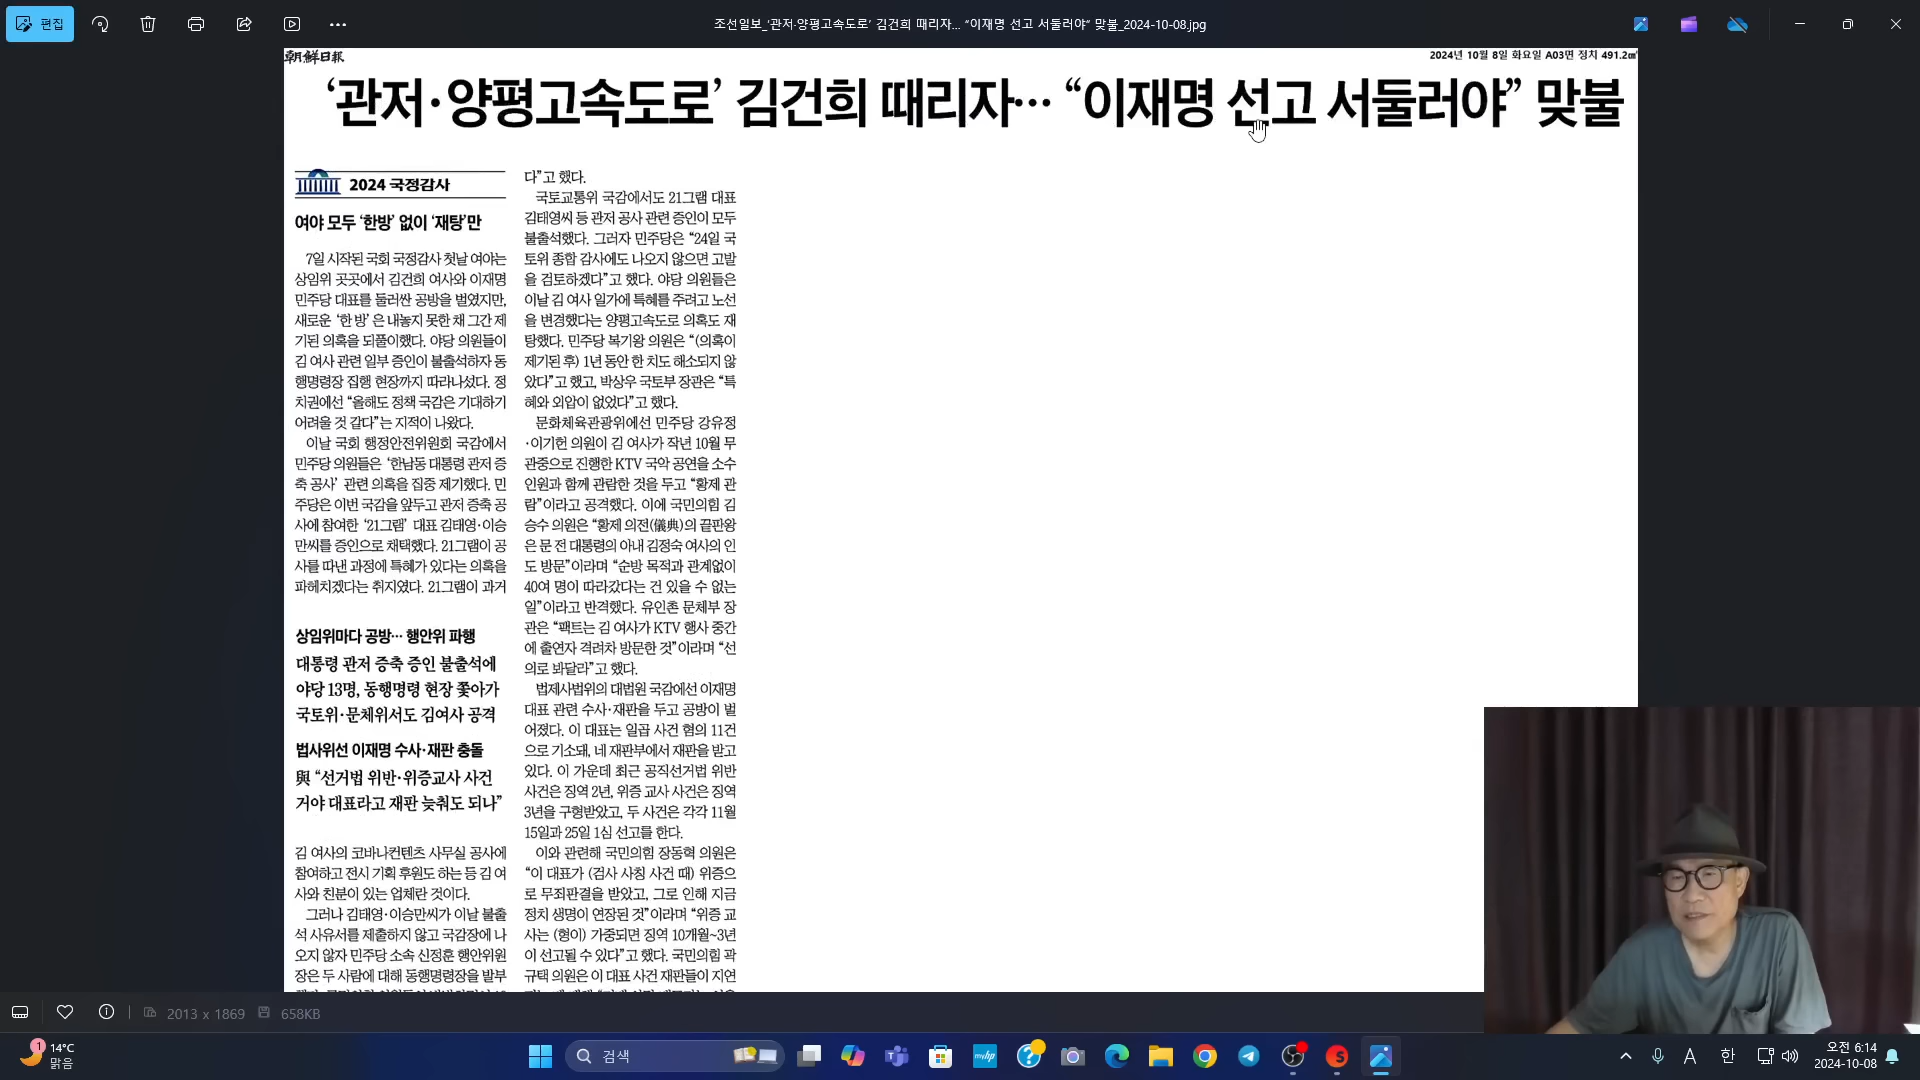 편집
조선일보_'관저·양평고속도로' 김건희 때리자... "이재명 선고 서둘러야" 맞불_2024-10-08.jpg
朝鮮日報
2024년 10월 8일 화요일 A03면 정치 491.2㎠
‘관저·양평고속도로’ 김건희 때리자… “이재명 선고 서둘러야” 맞불
2024 국정감사
여야 모두 ‘한방’ 없이 ‘재탕’만
7일 시작된 국회 국정감사 첫날 여야는
상임위 곳곳에서 김건희 여사와 이재명
민주당 대표를 둘러싼 공방을 벌였지만,
새로운 ‘한 방’은 내놓지 못한 채 그간 제
기된 의혹을 되풀이했다. 야당 의원들이
김 여사 관련 일부 증인이 불출석하자 동
행명령장 집행 현장까지 따라나섰다. 정
치권에선 “올해도 정책 국감은 기대하기
어려울 것 같다”는 지적이 나왔다.
이날 국회 행정안전위원회 국감에서
민주당 의원들은 ‘한남동 대통령 관저 증
축 공사’ 관련 의혹을 집중 제기했다. 민
주당은 이번 국감을 앞두고 관저 증축 공
사에 참여한 ‘21그램’ 대표 김태영·이승
만씨를 증인으로 채택했다. 21그램이 공
사를 따낸 과정에 특혜가 있다는 의혹을
파헤치겠다는 취지였다. 21그램이 과거
상임위마다 공방… 행안위 파행
대통령 관저 증축 증인 불출석에
야당 13명, 동행명령 현장 쫓아가
국토위·문체위서도 김여사 공격
법사위선 이재명 수사·재판 충돌
與 “선거법 위반·위증교사 사건
거야 대표라고 재판 늦춰도 되나”
김 여사의 코바나컨텐츠 사무실 공사에
참여하고 전시 기획 후원도 하는 등 김 여
사와 친분이 있는 업체란 것이다.
그러나 김태영·이승만씨가 이날 불출
석 사유서를 제출하지 않고 국감장에 나
오지 않자 민주당 소속 신정훈 행안위원
장은 두 사람에 대해 동행명령장을 발부
다”고 했다.
국토교통위 국감에서도 21그램 대표
김태영씨 등 관저 공사 관련 증인이 모두
불출석했다. 그러자 민주당은 “24일 국
토위 종합 감사에도 나오지 않으면 고발
을 검토하겠다”고 했다. 야당 의원들은
이날 김 여사 일가에 특혜를 주려고 노선
을 변경했다는 양평고속도로 의혹도 재
탕했다. 민주당 복기왕 의원은 “(의혹이
제기된 후) 1년 동안 한 치도 해소되지 않
았다”고 했고, 박상우 국토부 장관은 “특
혜와 외압이 없었다”고 했다.
문화체육관광위에선 민주당 강유정
·이기헌 의원이 김 여사가 작년 10월 무
관중으로 진행한 KTV 국악 공연을 소수
인원과 함께 관람한 것을 두고 “황제 관
람”이라고 공격했다. 이에 국민의힘 김
승수 의원은 “황제 의전(儀典)의 끝판왕
은 문 전 대통령의 아내 김정숙 여사의 인
도 방문”이라며 “순방 목적과 관계없이
40여 명이 따라갔다는 건 있을 수 없는
일”이라고 반격했다. 유인촌 문체부 장
관은 “팩트는 김 여사가 KTV 행사 중간
에 출연자 격려차 방문한 것”이라며 “선
의로 봐달라”고 했다.
법제사법위의 대법원 국감에선 이재명
대표 관련 수사·재판을 두고 공방이 벌
어졌다. 이 대표는 일곱 사건 혐의 11건
으로 기소돼, 네 재판부에서 재판을 받고
있다. 이 가운데 최근 공직선거법 위반
사건은 징역 2년, 위증 교사 사건은 징역
3년을 구형받았고, 두 사건은 각각 11월
15일과 25일 1심 선고를 한다.
이와 관련해 국민의힘 장동혁 의원은
“이 대표가 (검사 사칭 사건 때) 위증으
로 무죄판결을 받았고, 그로 인해 지금
정치 생명이 연장된 것”이라며 “위증 교
사는 (형이) 가중되면 징역 10개월~3년
이 선고될 수 있다”고 했다. 국민의힘 곽
규택 의원은 이 대표 사건 재판들이 지연
2013 x 1869 658KB
1
14°C
맑음
검색
A
한
오전 6:14
2024-10-08